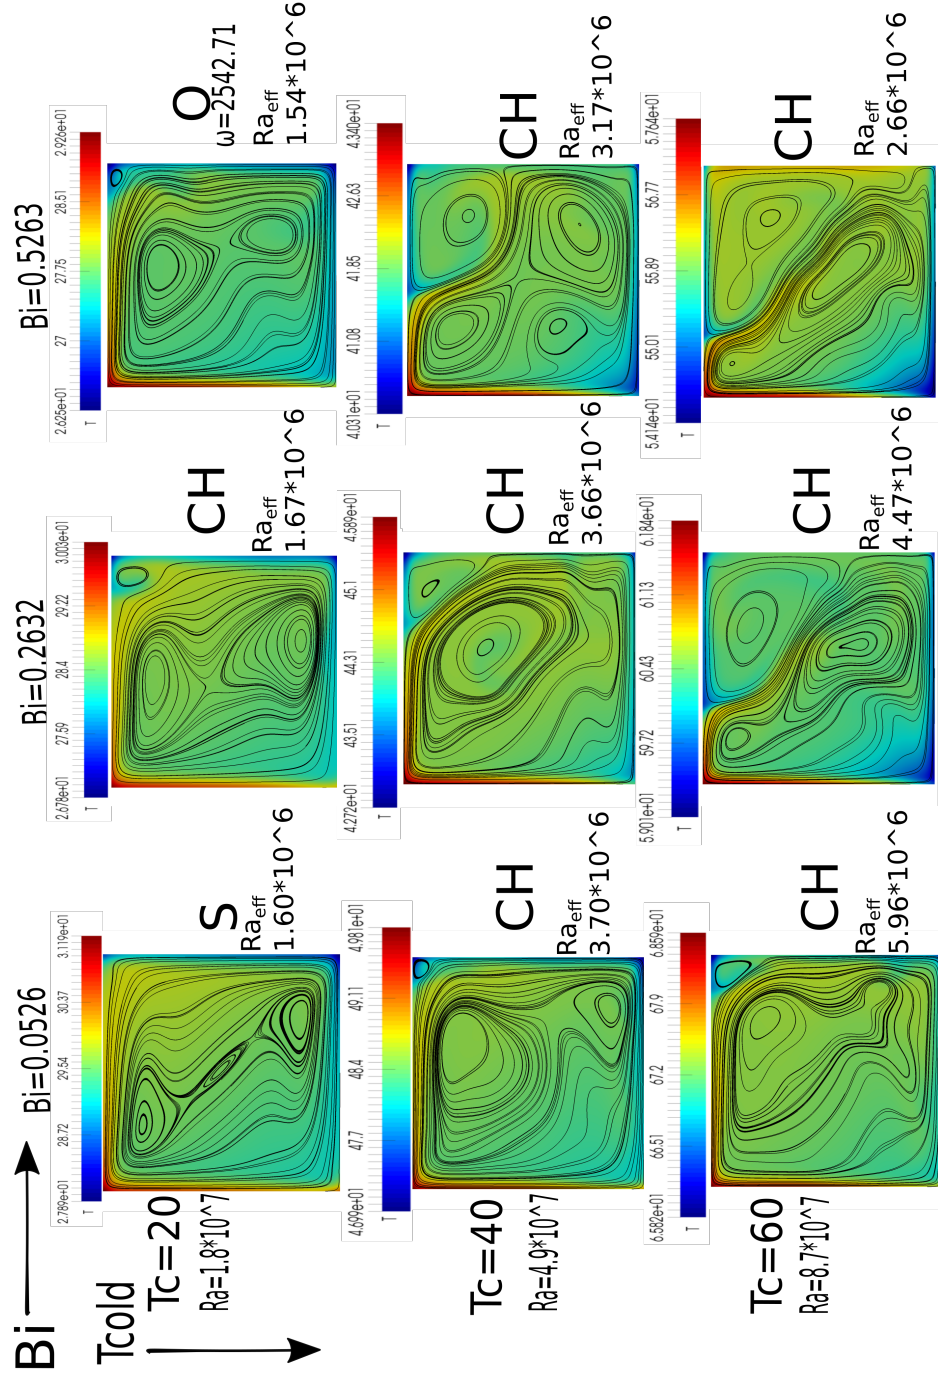 Bi
Bi=0.0526
Bi=0.2632
Bi=0.5263
Tcold
Tc=20
Ra=1.8*10^7
2.789e+01 28.72 29.54 30.37 3.119e+01
T
S
Ra_eff
1.60*10^6
2.678e+01 27.59 28.4 29.22 3.003e+01
T
CH
Ra_eff
1.67*10^6
2.625e+01 27 27.75 28.51 2.926e+01
T
O
ω=2542.71
Ra_eff
1.54*10^6
Tc=40
Ra=4.9*10^7
4.699e+01 47.7 48.4 49.11 4.981e+01
T
CH
Ra_eff
3.70*10^6
4.272e+01 43.51 44.31 45.1 4.589e+01
T
CH
Ra_eff
3.66*10^6
4.031e+01 41.08 41.85 42.63 4.340e+01
T
CH
Ra_eff
3.17*10^6
Tc=60
Ra=8.7*10^7
6.582e+01 66.51 67.2 67.9 6.859e+01
T
CH
Ra_eff
5.96*10^6
5.901e+01 59.72 60.43 61.13 6.184e+01
T
CH
Ra_eff
4.47*10^6
5.414e+01 55.01 55.89 56.77 5.764e+01
T
CH
Ra_eff
2.66*10^6